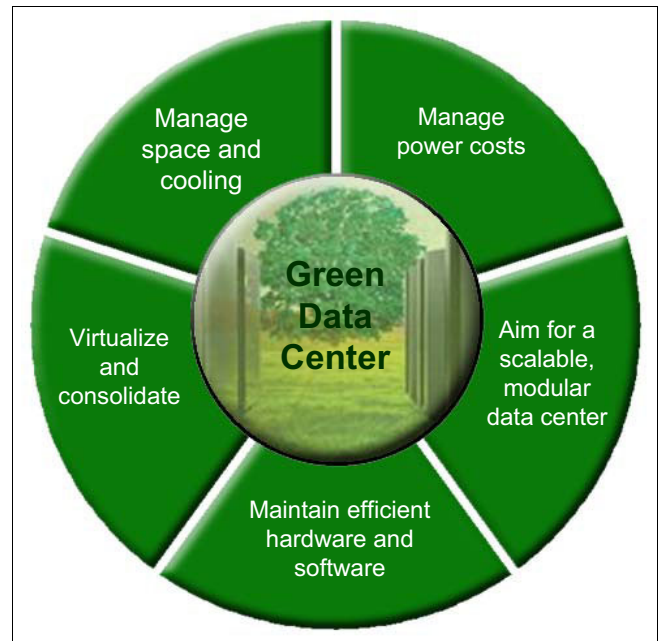 Manage
space and
cooling
Manage
power costs
Green
Data
Center
Virtualize
and
consolidate
Aim for a
scalable,
modular
data center
Maintain efficient
hardware and
software